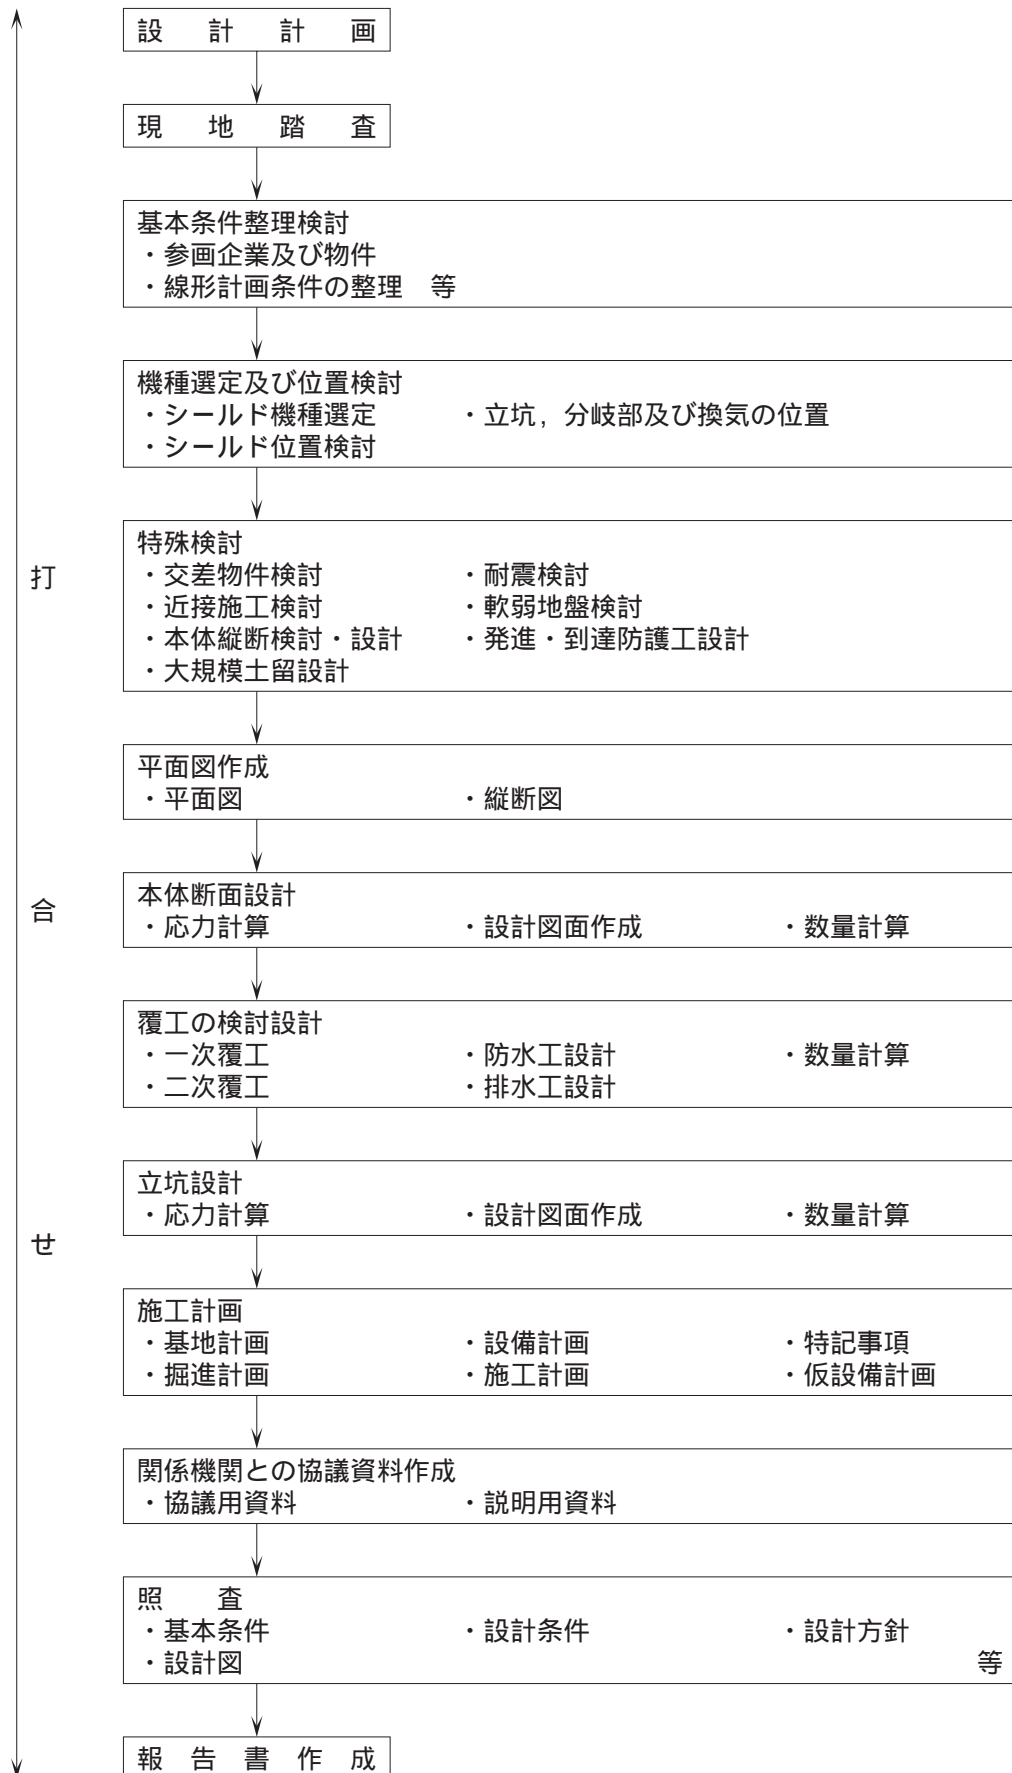 設 計 計 画
現 地 踏 査
基本条件整理検討
・参画企業及び物件
・線形計画条件の整理 等
機種選定及び位置検討
・シールド機種選定 ・立坑，分岐部及び換気の位置
・シールド位置検討
特殊検討
・交差物件検討 ・耐震検討
・近接施工検討 ・軟弱地盤検討
・本体縦断検討・設計 ・発進・到達防護工設計
・大規模土留設計
平面図作成
・平面図 ・縦断図
本体断面設計
・応力計算 ・設計図面作成 ・数量計算
覆工の検討設計
・一次覆工 ・防水工設計 ・数量計算
・二次覆工 ・排水工設計
立坑設計
・応力計算 ・設計図面作成 ・数量計算
施工計画
・基地計画 ・設備計画 ・特記事項
・掘進計画 ・施工計画 ・仮設備計画
関係機関との協議資料作成
・協議用資料 ・説明用資料
照 査
・基本条件 ・設計条件 ・設計方針
・設計図 等
報 告 書 作 成
打
合
せ